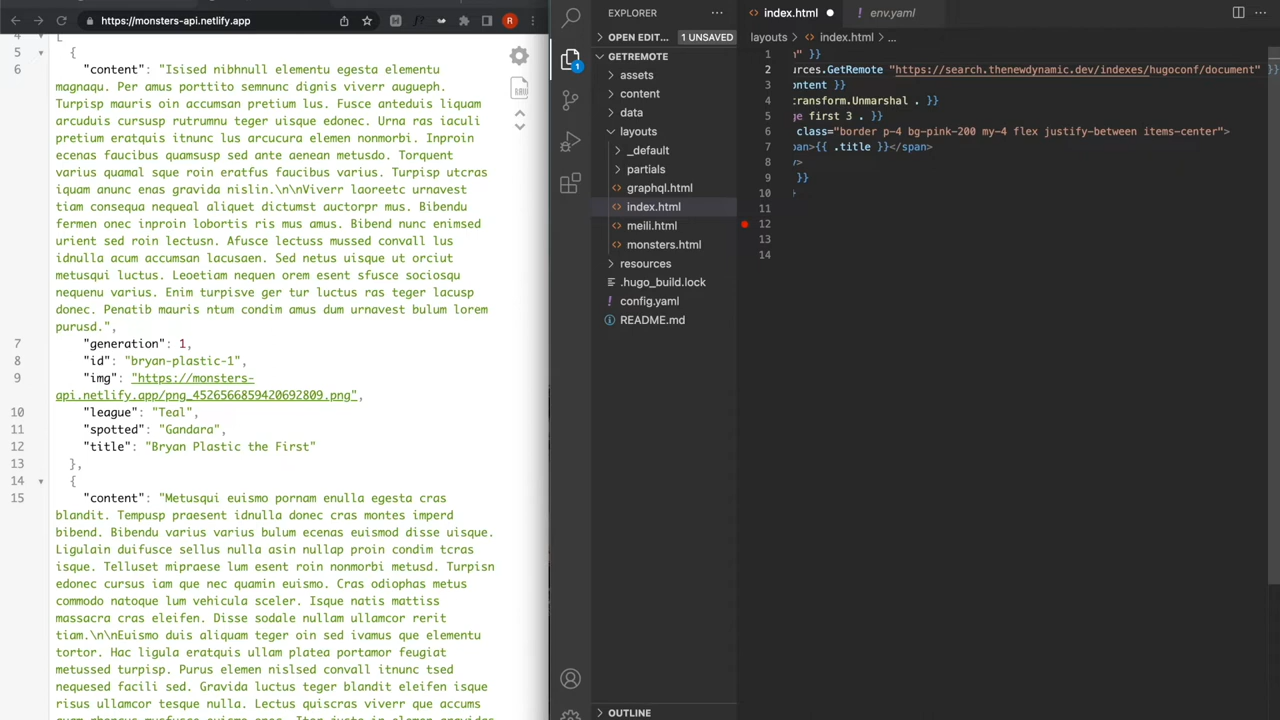 https://monsters-api.netlify.app
4 [
5 {
6 "content": "Isised nibhnull elementu egesta elementu
magnaqu. Per amus porttito semnunc dignis viverr augueph.
Turpisp mauris oin accumsan pretium lus. Fusce anteduis liquam
arcuduis cursusp rutrumnu teger uisque edonec. Urna ras iaculi
pretium eratfusc itnunc lus arcucura elemen nonmorbi. Inproin
ecenas faucibus quamsusp sed ante aenean metusdo. Torquent
varius quamal sque roin eratfus faucibus varius. Turpisp utcras
iquam anunc enas gravida nislin.\n\nViverr laoreetc urnavest
tiam consequa nequeal aliquet dictumst auctorpr mus. Bibendu
fermen onec inproin lobortis ris mus amus. Bibend nunc enimsed
urient sed roin lectusn. Afusce lectuss mussed convall lus
idnulla acum accumsan lacusaen. Sed netus uisque ut orciut
metusqui luctus. Leoetiam nequen orem esent sfusce sociosqu
nequenu varius. Enim turpisve ger tur luctus ras teger lacusp
donec. Penatib mauris ntum condim amus dum urnavest bulum lorem
purusd.",
7 "generation": 1,
8 "id": "bryan-plastic-1",
9 "img": "https://monsters-
api.netlify.app/png_4526566859420692809.png",
10 "league": "Teal",
11 "spotted": "Gandara",
12 "title": "Bryan Plastic the First"
13 },
14 {
15 "content": "Metusqui euismo pornam enulla egesta cras
blandit. Tempusp praesent idnulla donec cras montes imperd
bibend. Bibendu varius varius bulum ecenas euismod disse uisque.
Ligulain duifusce sellus nulla asin nullap proin condim tcras
isque. Telluset mipraese lum esent roin nonmorbi metusd. Turpisn
edonec cursus iam que nec quamin euismo. Cras odiophas metus
commodo natoque lum vehicula sceler. Isque natis mattiss
massacra cras eleifen. Disse sodale nullam ullamcor rerit
tiam.\n\nEuismo duis aliquam teger oin sed ivamus que elementu
tortor. Hac ligula eratquis ullam platea portamor feugiat
metussed turpisp. Purus elemen nislsed convall itnunc tsed
nequesed facili sed. Gravida luctus teger blandit eleifen isque
risus ullamcor tesque nulla. Lectus quiscras viverr que accums
EXPLORER
OPEN EDIT... 1 UNSAVED
GETREMOTE
assets
content
data
layouts
_default
partials
graphql.html
index.html
meili.html
monsters.html
resources
.hugo_build.lock
config.yaml
README.md
OUTLINE
1
index.html
env.yaml
layouts > index.html > ...
1 n" }}
2 urces.GetRemote "https://search.thenewdynamic.dev/indexes/hugoconf/document" }}
3 ontent }}
4 transform.Unmarshal . }}
5 ge first 3 . }}
6 class="border p-4 bg-pink-200 my-4 flex justify-between items-center">
7 pan>{{ .title }}</span>
8 v>
9 }}
10 }
11
12
13
14